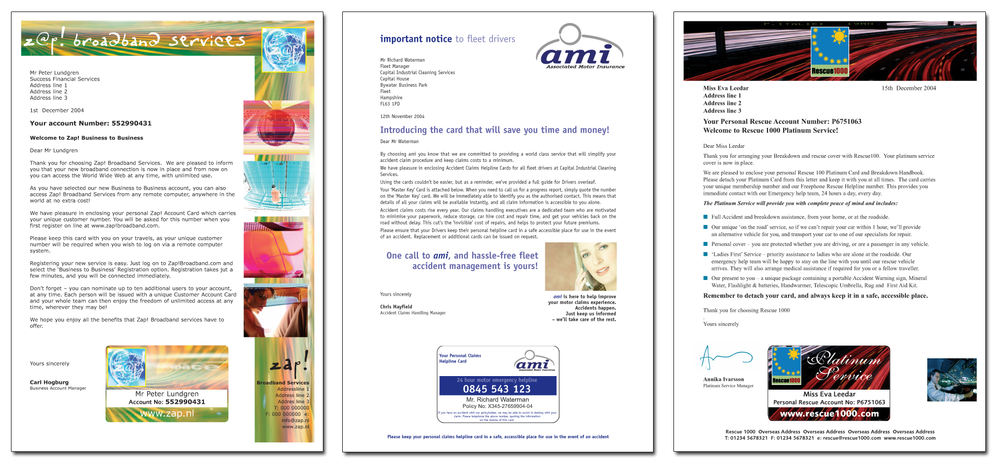 z@p! broadband services
z@p!
Mr Peter Lundgren
Success Financial Services
Address line 1
Address line 2
Address line 3
1st December 2004
Your account Number: 552990431
Welcome to Zap! Business to Business
Dear Mr Lundgren
Thank you for choosing Zap! Broadband Services. We are pleased to inform
you that your new broadband connection is now in place and from now on
you can access the World Wide Web at any time, with unlimited use.
As you have selected our new Business to Business account, you can also
access Zap! Broadband Services from any remote computer, anywhere in the
world at no extra cost!
We have pleasure in enclosing your personal Zap! Account Card which carries
your unique customer number. You will be asked for this number when you
first register on line at www.zap!broadband.com.
Please keep this card with you on your travels, as your unique customer
number will be required when you wish to log on via a remote computer
system.
Registering your new service is easy. Just log on to Zap!Broadband.com and
select the ‘Business to Business’ Registration option. Registration takes jut a
few minutes, and you will be connected immediately.
Don’t forget – you can nominate up to ten additional users to your account,
at any time. Each person will be issued with a unique Customer Account Card
and your whole team can then enjoy the freedom of unlimited access at any
time, wherever they may be!
We hope you enjoy all the benefits that Zap! Broadband services have to
offer.
Yours sincerely
Carl Hogburg
Business Account Manager
z@p!
Mr Peter Lundgren
Account No: 552990431
www.zap.nl
zap!
Broadband Services
Addressline 1
Address line 2
Addres line 3
T: 000 000000
F: 000 000000 e:
info@zap.nl
www.zap.nl
important notice to fleet drivers
ami
Associated Motor Insurance
Mr Richard Waterman
Fleet Manager
Capital Industrial Cleaning Services
Capital House
Bywater Business Park
Fleet
Hampshire
FL63 1PD
12th November 2004
Introducing the card that will save you time and money!
Dear Mr Waterman
By choosing ami you know that we are committed to providing a world class service that will simplify your
accident claim procedure and keep claims costs to a minimum.
We have pleasure in enclosing Accident Claims Helpline Cards for all fleet drivers at Capital Industrial Cleaning
Services.
Using the cards couldn’t be easier, but as a reminder, we’ve provided a full guide for Drivers overleaf.
Your ‘Master Key’ Card is attached below. When you need to call us for a progress report, simply quote the number
on the ‘Master Key’ card. We will be immediately able to identify you as the authorised contact. This means that
details of all your claims will be available instantly, and all claim information is accessible to you alone.
Accident claims costs rise every year. Our claims handling executives are a dedicated team who are motivated
to minimise your paperwork, reduce storage, car hire cost and repair time, and get your vehicles back on the
road without delay. This cut’s the ‘invisible’ cost of repairs, and helps to protect your future premiums.
Please ensure that your Drivers keep their personal helpline card in a safe accessible place for use in the event
of an accident. Replacement or additional cards can be issued on request.
One call to ami, and hassle-free fleet
accident management is yours!
Yours sincerely
Chris Mayfield
Accident Claims Handling Manager
ami is here to help improve
your motor claims experience.
Accidents happen.
Just keep us informed
– we’ll take care of the rest.
Your Personal Claims
Helpline Card
ami
Associated Motor Insurance
24 hour motor emergency helpline
0845 543 123
Mr. Richard Waterman
Policy No: X345-27659904-04
If you have an accident with our policyholder, we may be able to assist in dealing with your
claim. Please telephone the above number, quoting the information
on the reverse of this card.
Please keep your personal claims helpline card in a safe, accessible place for use in the event of an accident
P.ITALIE: 19MH
Rescue1000
Miss Eva Leedar
15th December 2004
Address line 1
Address line 2
Address line 3
Your Personal Rescue Account Number: P6751063
Welcome to Rescue 1000 Platinum Service!
Dear Miss Leedar
Thank you for arranging your Breakdown and rescue cover with Rescue100. Your platinum service
cover is now in place.
We are pleased to enclose your personal Rescue 100 Platinum Card and Breakdown Handbook.
Please detach your Platinum Card from this letter and keep it with you at all times. The card carries
your unique membership number and our Freephone Rescue Helpline number. This provides you
immediate contact with our Emergency help team, 24 hours a day, every day.
The Platinum Service will provide you with complete peace of mind and includes:
Full Accident and breakdown assistance, from your home, or at the roadside.
Our unique ‘on the road’ service, so if we can’t repair your car within 1 hour, we’ll provide
an alternative vehicle for you, and transport your car to one of our specialists for repair.
Personal cover – you are protected whether you are driving, or are a passenger in any vehicle.
‘Ladies First’ Service – priority assistance to ladies who are alone at the roadside. Our
emergency help team will be happy to stay on the line with you until our rescue vehicle
arrives. They will also arrange medical assistance if required for you or a fellow traveller.
Our present to you – a unique package containing a portable Accident Warning sign, Mineral
Water, Flashlight & batteries, Handwarmer, Telescopic Umbrella, Rug and First Aid Kit.
Remember to detach your card, and always keep it in a safe, accessible place.
Thank you for choosing Rescue 1000
.
Yours sincerely
Annika Ivarsson
Platinum Service Manager
Rescue1000
Platinum
Service
Miss Eva Leedar
Personal Rescue Account No: P6751063
www.rescue1000.com
Rescue 1000 Overseas Address Overseas Address Overseas Address Overseas Address
T: 01234 5678321 F: 01234 5678321 e: rescue@rescue1000.com www.rescue1000.com